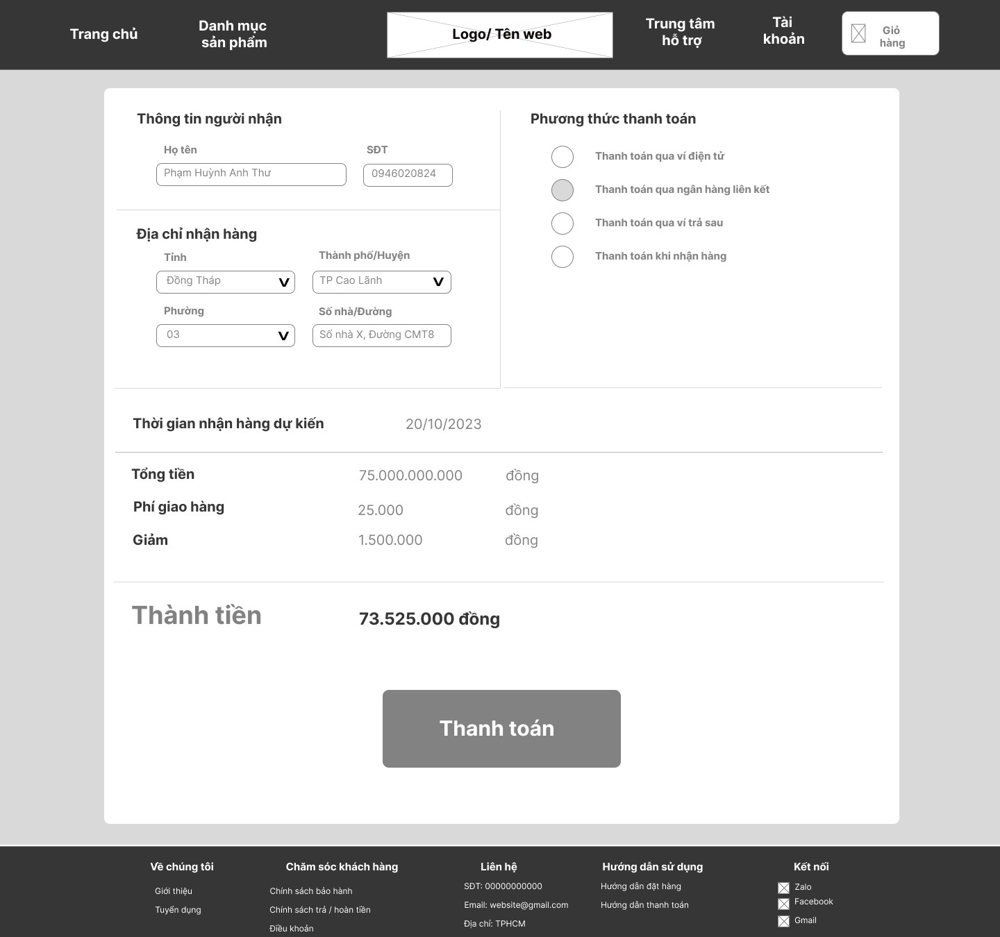 Trang chủ
Danh mục
sản phẩm
Logo/ Tên web
Trung tâm
hỗ trợ
Tài
khoản
Giỏ
hàng
Thông tin người nhận
Họ tên
SĐT
Phạm Huỳnh Anh Thư
0946020824
Địa chỉ nhận hàng
Tỉnh
Thành phố/Huyện
Đồng Tháp
TP Cao Lãnh
Phường
Số nhà/Đường
03
Số nhà X, Đường CMT8
Phương thức thanh toán
Thanh toán qua ví điện tử
Thanh toán qua ngân hàng liên kết
Thanh toán qua ví trả sau
Thanh toán khi nhận hàng
Thời gian nhận hàng dự kiến 20/10/2023
Tổng tiền 75.000.000.000 đồng
Phí giao hàng 25.000 đồng
Giảm 1.500.000 đồng
Thành tiền 73.525.000 đồng
Thanh toán
Về chúng tôi
Giới thiệu
Tuyển dụng
Chăm sóc khách hàng
Chính sách bảo hành
Chính sách trả / hoàn tiền
Điều khoản
Liên hệ
SĐT: 00000000000
Email: website@gmail.com
Địa chỉ: TPHCM
Hướng dẫn sử dụng
Hướng dẫn đặt hàng
Hướng dẫn thanh toán
Kết nối
Zalo
Facebook
Gmail